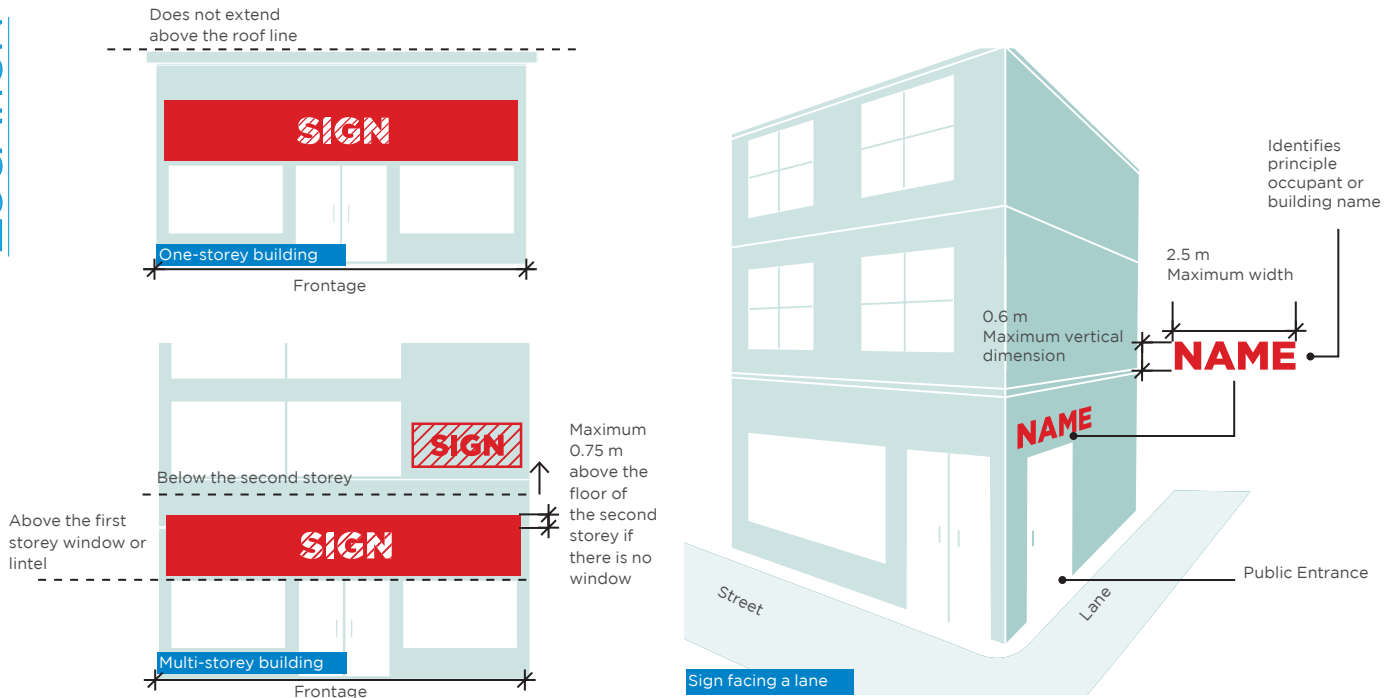 Does not extend
above the roof line
SIGN
One-storey building
Frontage
Below the second storey
SIGN
Above the first
storey window or
lintel
SIGN
Maximum
0.75 m
above the
floor of
the second
storey if
there is no
window
Multi-storey building
Frontage
Identifies
principle
occupant or
building name
2.5 m
Maximum width
0.6 m
Maximum vertical
dimension
NAME
NAME
Public Entrance
Street
Lane
Sign facing a lane